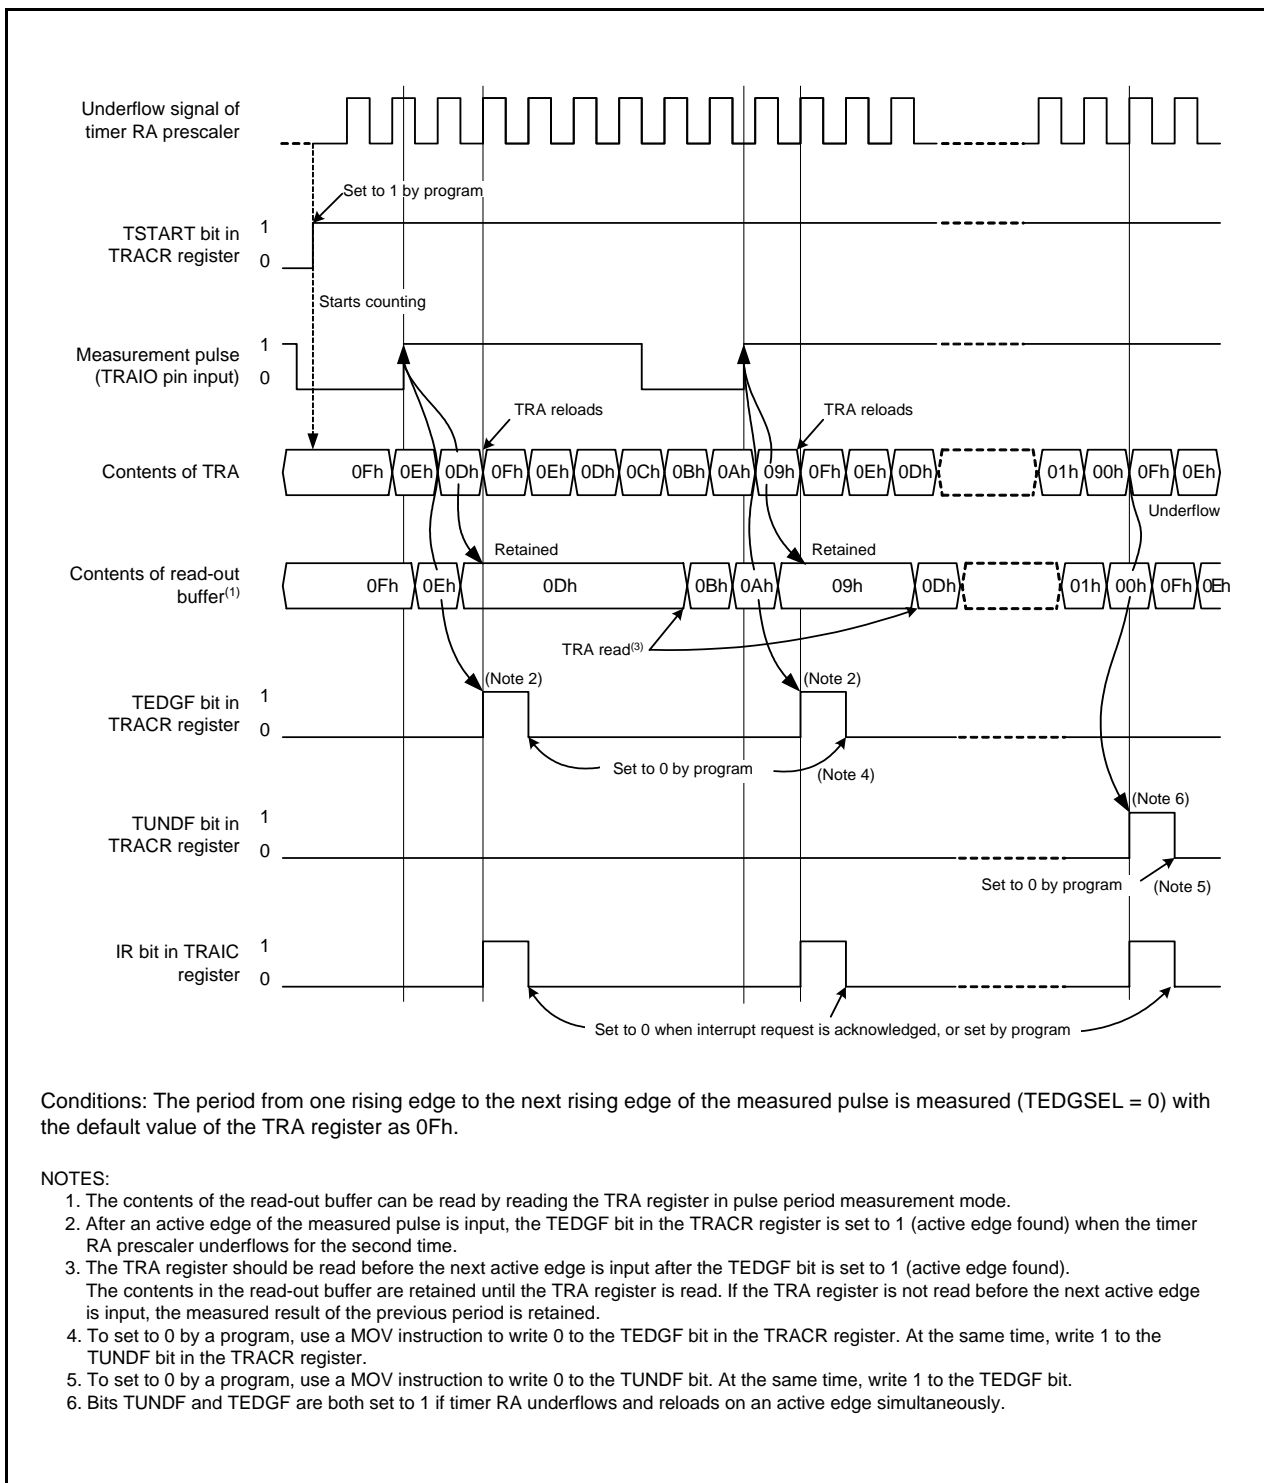 Underflow signal of
timer RA prescaler
Set to 1 by program
TSTART bit in
TRACR register
1
0
Starts counting
Measurement pulse
(TRAIO pin input)
1
0
TRA reloads
TRA reloads
Contents of TRA
0Fh 0Eh 0Dh 0Fh 0Eh 0Dh 0Ch 0Bh 0Ah 09h 0Fh 0Eh 0Dh 01h 00h 0Fh 0Eh
Underflow
Retained
Retained
Contents of read-out
buffer(1)
0Fh 0Eh 0Dh 0Bh 0Ah 09h 0Dh 01h 00h 0Fh 0Eh
TRA read(3)
(Note 2)
(Note 2)
TEDGF bit in
TRACR register
1
0
Set to 0 by program
(Note 4)
(Note 6)
TUNDF bit in
TRACR register
1
0
Set to 0 by program
(Note 5)
IR bit in TRAIC
register
1
0
Set to 0 when interrupt request is acknowledged, or set by program
Conditions: The period from one rising edge to the next rising edge of the measured pulse is measured (TEDGSEL = 0) with
the default value of the TRA register as 0Fh.
NOTES:
1. The contents of the read-out buffer can be read by reading the TRA register in pulse period measurement mode.
2. After an active edge of the measured pulse is input, the TEDGF bit in the TRACR register is set to 1 (active edge found) when the timer
RA prescaler underflows for the second time.
3. The TRA register should be read before the next active edge is input after the TEDGF bit is set to 1 (active edge found).
The contents in the read-out buffer are retained until the TRA register is read. If the TRA register is not read before the next active edge
is input, the measured result of the previous period is retained.
4. To set to 0 by a program, use a MOV instruction to write 0 to the TEDGF bit in the TRACR register. At the same time, write 1 to the
TUNDF bit in the TRACR register.
5. To set to 0 by a program, use a MOV instruction to write 0 to the TUNDF bit. At the same time, write 1 to the TEDGF bit.
6. Bits TUNDF and TEDGF are both set to 1 if timer RA underflows and reloads on an active edge simultaneously.